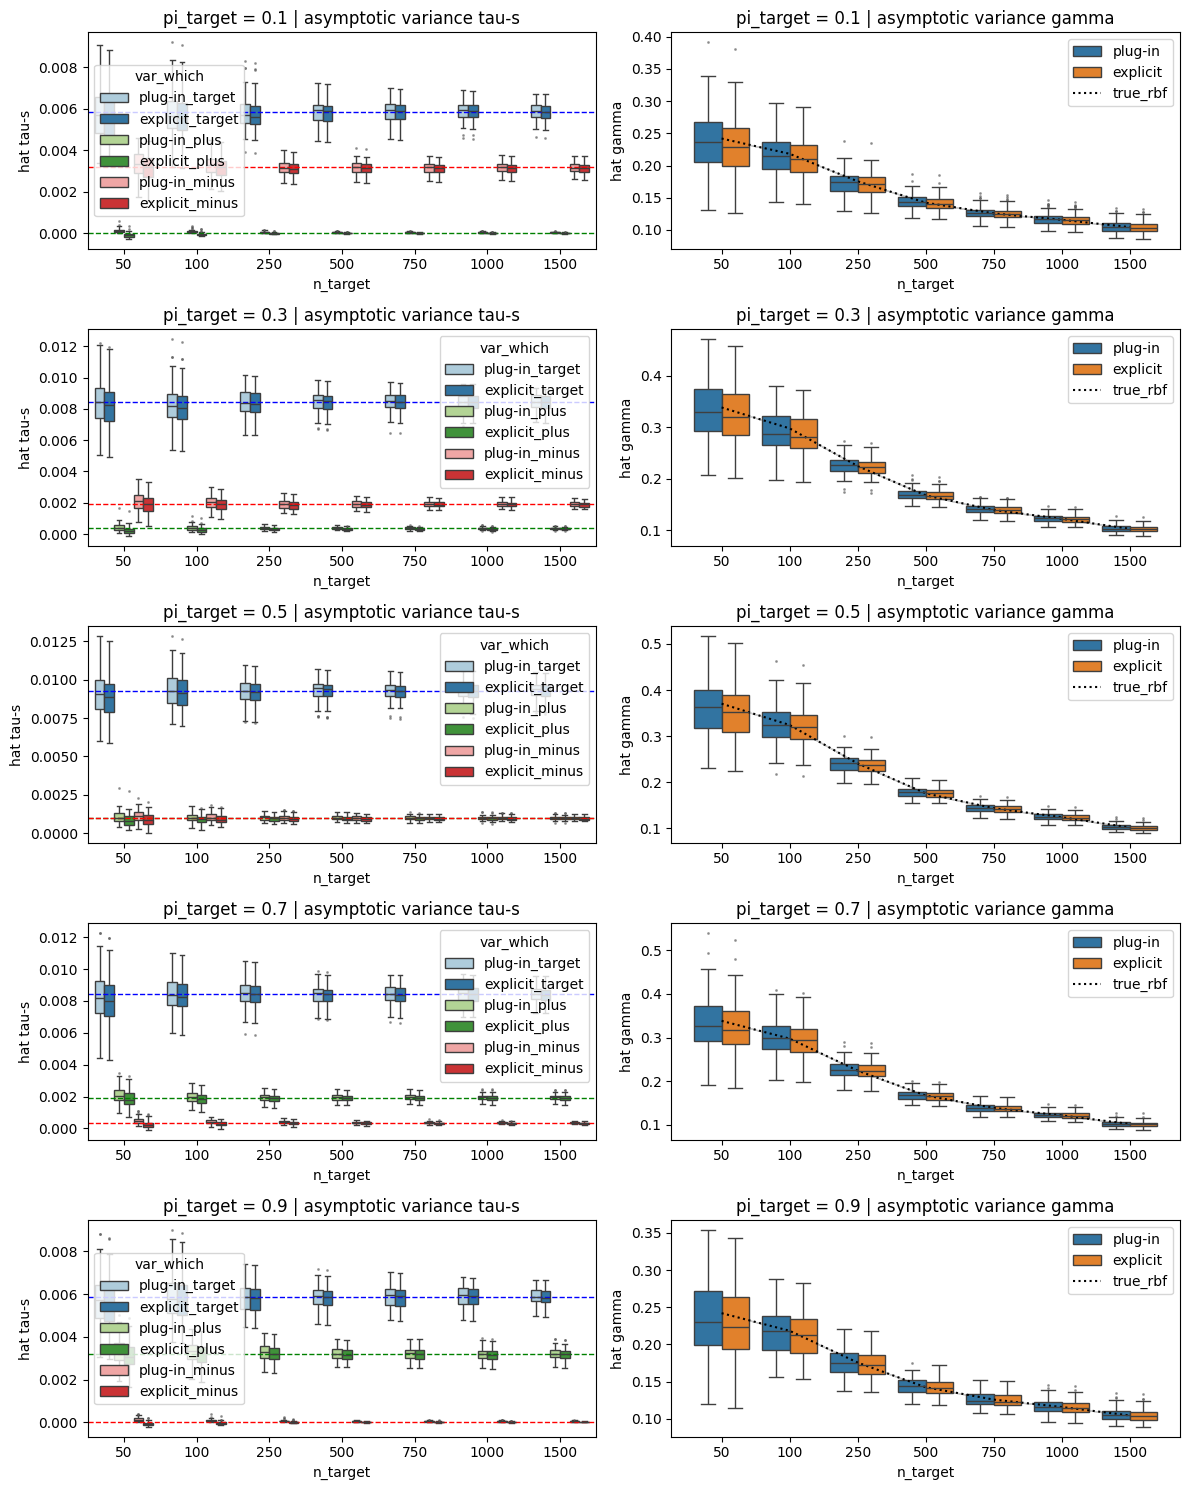 pi_target = 0.1 | asymptotic variance tau-s
hat tau-s
0.008
0.006
0.004
0.002
0.000
var_which
plug-in_target
explicit_target
plug-in_plus
explicit_plus
plug-in_minus
explicit_minus
50 100 250 500 750 1000 1500
n_target
pi_target = 0.1 | asymptotic variance gamma
hat gamma
0.40
0.35
0.30
0.25
0.20
0.15
0.10
plug-in
explicit
true_rbf
50 100 250 500 750 1000 1500
n_target
pi_target = 0.3 | asymptotic variance tau-s
hat tau-s
0.012
0.010
0.008
0.006
0.004
0.002
0.000
var_which
plug-in_target
explicit_target
plug-in_plus
explicit_plus
plug-in_minus
explicit_minus
50 100 250 500 750 1000 1500
n_target
pi_target = 0.3 | asymptotic variance gamma
hat gamma
0.4
0.3
0.2
0.1
plug-in
explicit
true_rbf
50 100 250 500 750 1000 1500
n_target
pi_target = 0.5 | asymptotic variance tau-s
hat tau-s
0.0125
0.0100
0.0075
0.0050
0.0025
0.0000
var_which
plug-in_target
explicit_target
plug-in_plus
explicit_plus
plug-in_minus
explicit_minus
50 100 250 500 750 1000 1500
n_target
pi_target = 0.5 | asymptotic variance gamma
hat gamma
0.5
0.4
0.3
0.2
0.1
plug-in
explicit
true_rbf
50 100 250 500 750 1000 1500
n_target
pi_target = 0.7 | asymptotic variance tau-s
hat tau-s
0.012
0.010
0.008
0.006
0.004
0.002
0.000
var_which
plug-in_target
explicit_target
plug-in_plus
explicit_plus
plug-in_minus
explicit_minus
50 100 250 500 750 1000 1500
n_target
pi_target = 0.7 | asymptotic variance gamma
hat gamma
0.5
0.4
0.3
0.2
0.1
plug-in
explicit
true_rbf
50 100 250 500 750 1000 1500
n_target
pi_target = 0.9 | asymptotic variance tau-s
hat tau-s
0.008
0.006
0.004
0.002
0.000
var_which
plug-in_target
explicit_target
plug-in_plus
explicit_plus
plug-in_minus
explicit_minus
50 100 250 500 750 1000 1500
n_target
pi_target = 0.9 | asymptotic variance gamma
hat gamma
0.35
0.30
0.25
0.20
0.15
0.10
plug-in
explicit
true_rbf
50 100 250 500 750 1000 1500
n_target